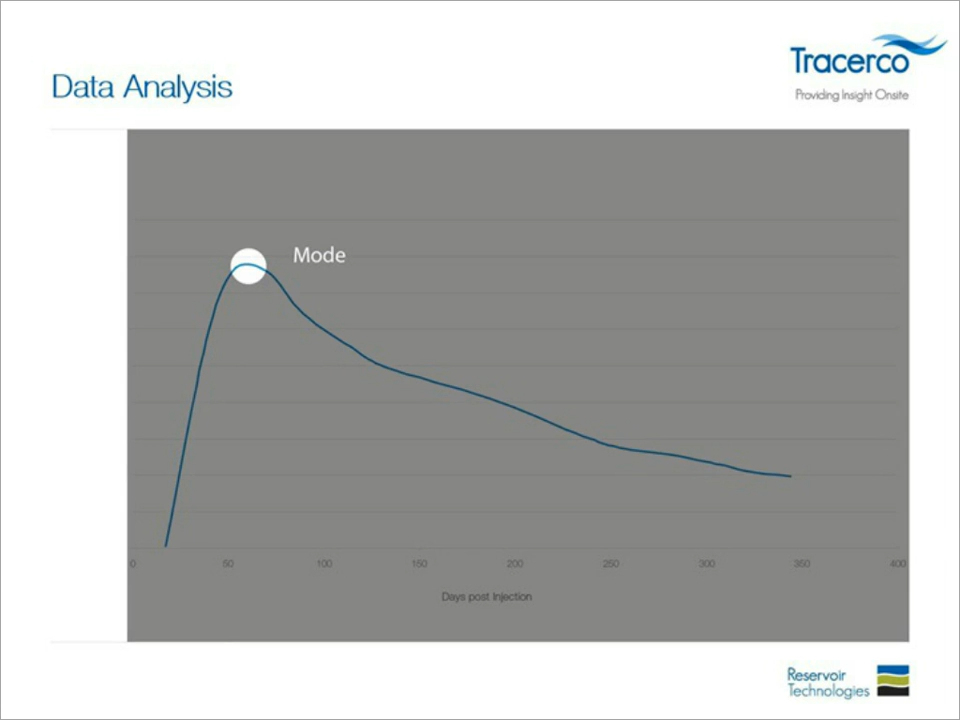 Data Analysis
Tracerco
Providing Insight Onsite
Mode
0 50 100 150 200 250 300 350 400
Days post Injection
Reservoir
Technologies